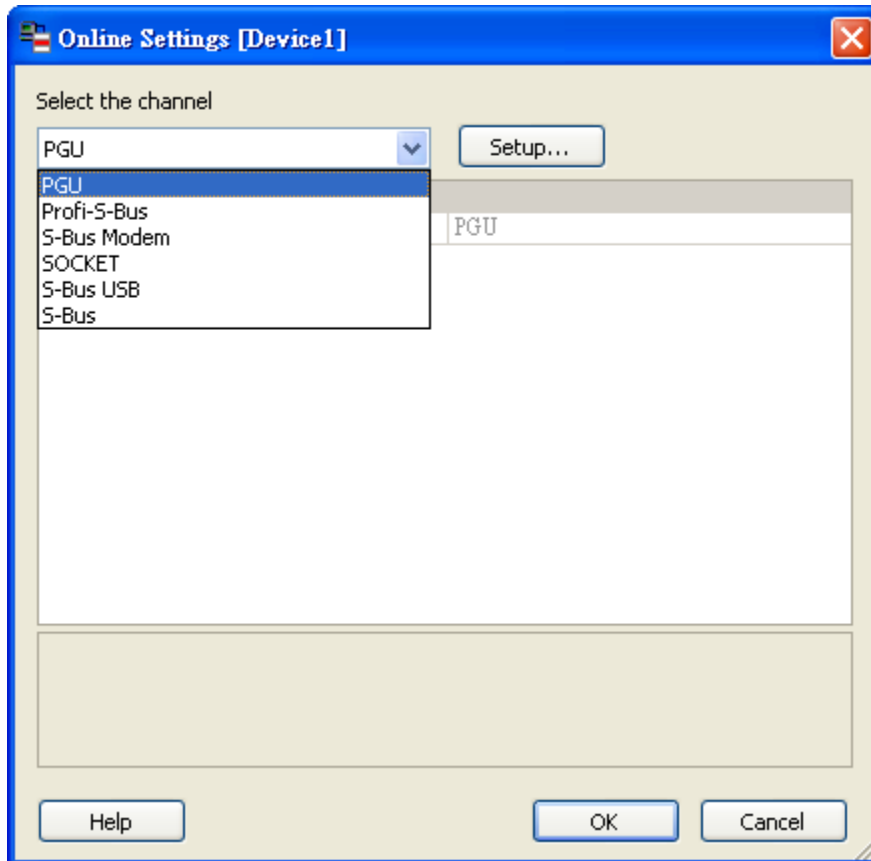 Online Settings [Device1]
Select the channel
PGU
Setup...
PGU
Profi-S-Bus
PGU
S-Bus Modem
SOCKET
S-Bus USB
S-Bus
Help
OK
Cancel